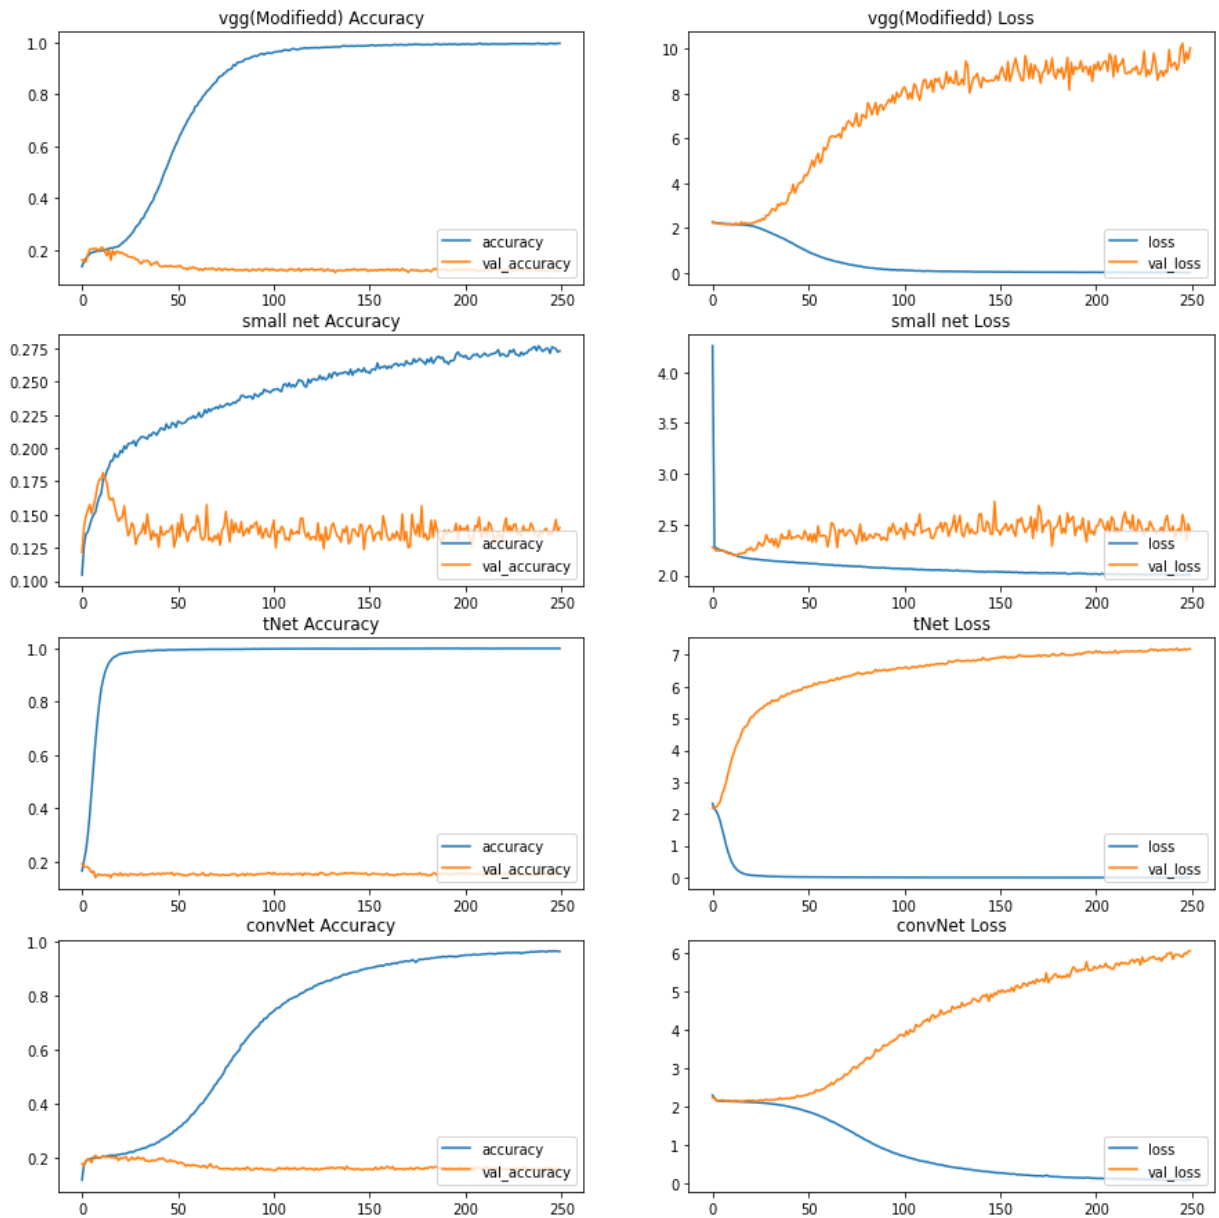 vgg(Modifiedd) Accuracy
1.0
0.8
0.6
0.4
0.2
accuracy
val_accuracy
0 50 100 150 200 250
vgg(Modifiedd) Loss
10
8
6
4
2
0
loss
val_loss
0 50 100 150 200 250
small net Accuracy
0.275
0.250
0.225
0.200
0.175
0.150
0.125
0.100
accuracy
val_accuracy
0 50 100 150 200 250
small net Loss
4.0
3.5
3.0
2.5
2.0
loss
val_loss
0 50 100 150 200 250
tNet Accuracy
1.0
0.8
0.6
0.4
0.2
accuracy
val_accuracy
0 50 100 150 200 250
tNet Loss
7
6
5
4
3
2
1
0
loss
val_loss
0 50 100 150 200 250
convNet Accuracy
1.0
0.8
0.6
0.4
0.2
accuracy
val_accuracy
0 50 100 150 200 250
convNet Loss
6
5
4
3
2
1
0
loss
val_loss
0 50 100 150 200 250